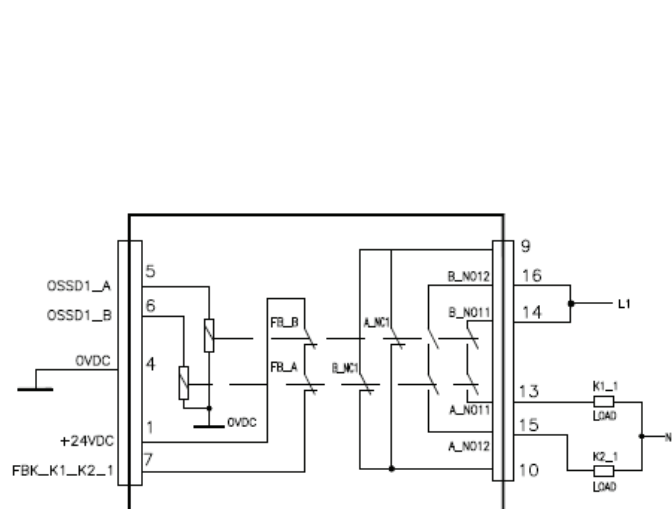 9
5
OSSD1_A
B_NO12
16
6
OSSD1_B
B_NO11
14
L1
FB_B
A_NC1
0VDC
4
FB_A
B_NC1
13
K1_1
LOAD
A_NO11
0VDC
15
N
1
+24VDC
A_NO12
K2_1
LOAD
7
FBK_K1_K2_1
10